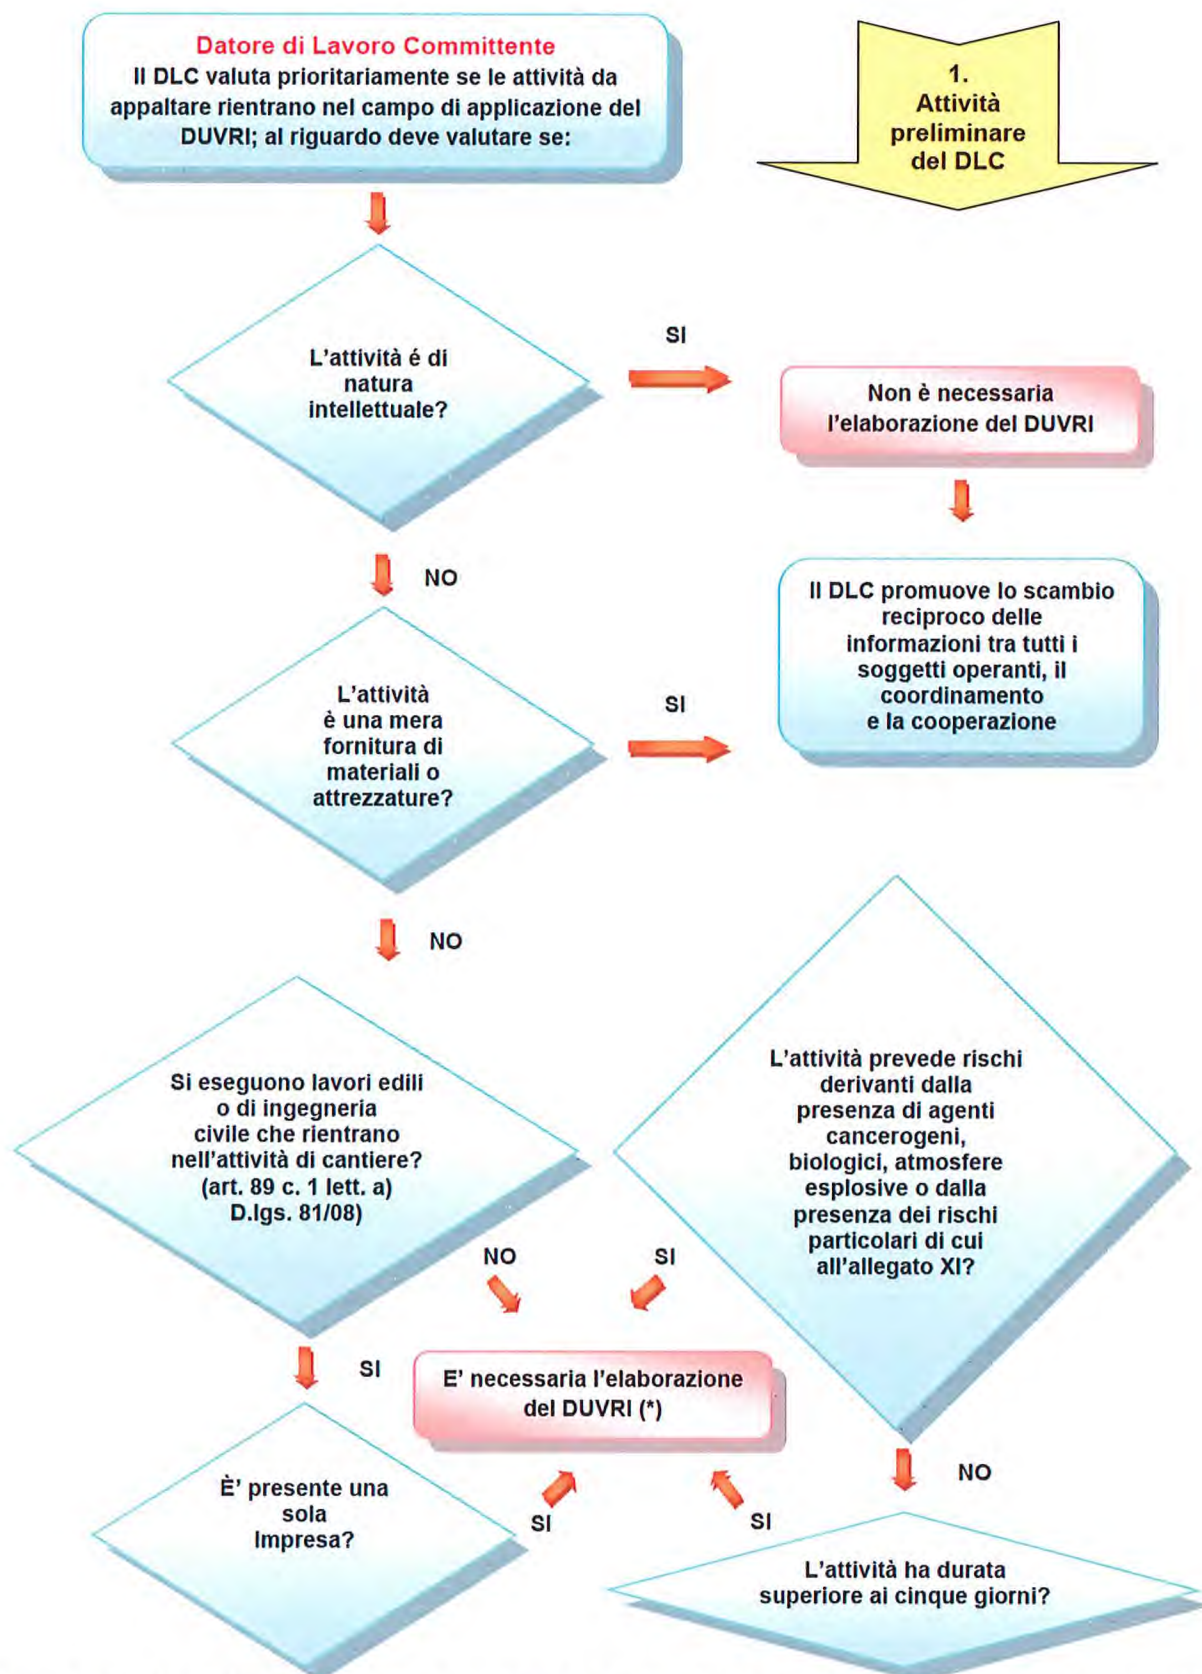 Datore di Lavoro Committente
Il DLC valuta prioritariamente se le attività da
appaltare rientrano nel campo di applicazione del
DUVRI; al riguardo deve valutare se:
1.
Attività
preliminare
del DLC
L'attività é di
natura
intellettuale?
SI
Non è necessaria
l'elaborazione del DUVRI
NO
Il DLC promuove lo scambio
reciproco delle
informazioni tra tutti i
soggetti operanti, il
coordinamento
e la cooperazione
L'attività
è una mera
fornitura di
materiali o
attrezzature?
SI
NO
Si eseguono lavori edili
o di ingegneria
civile che rientrano
nell'attività di cantiere?
(art. 89 c. 1 lett. a)
D.lgs. 81/08)
L'attività prevede rischi
derivanti dalla
presenza di agenti
cancerogeni,
biologici, atmosfere
esplosive o dalla
presenza dei rischi
particolari di cui
all'allegato XI?
NO
SI
SI
E' necessaria l'elaborazione
del DUVRI (*)
NO
È' presente una
sola
Impresa?
SI
SI
L'attività ha durata
superiore ai cinque giorni?